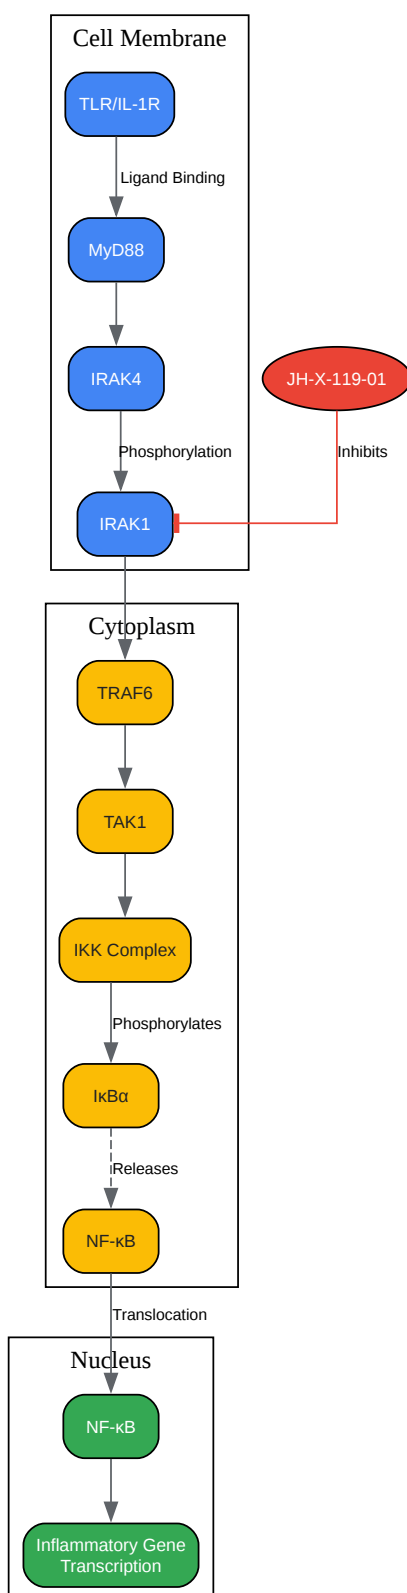 Cell Membrane
TLR/IL-1R
Ligand Binding
MyD88
IRAK4
JH-X-119-01
Phosphorylation
Inhibits
IRAK1
Cytoplasm
TRAF6
TAK1
IKK Complex
Phosphorylates
IκBα
Releases
NF-κB
Translocation
Nucleus
NF-κB
Inflammatory Gene
Transcription